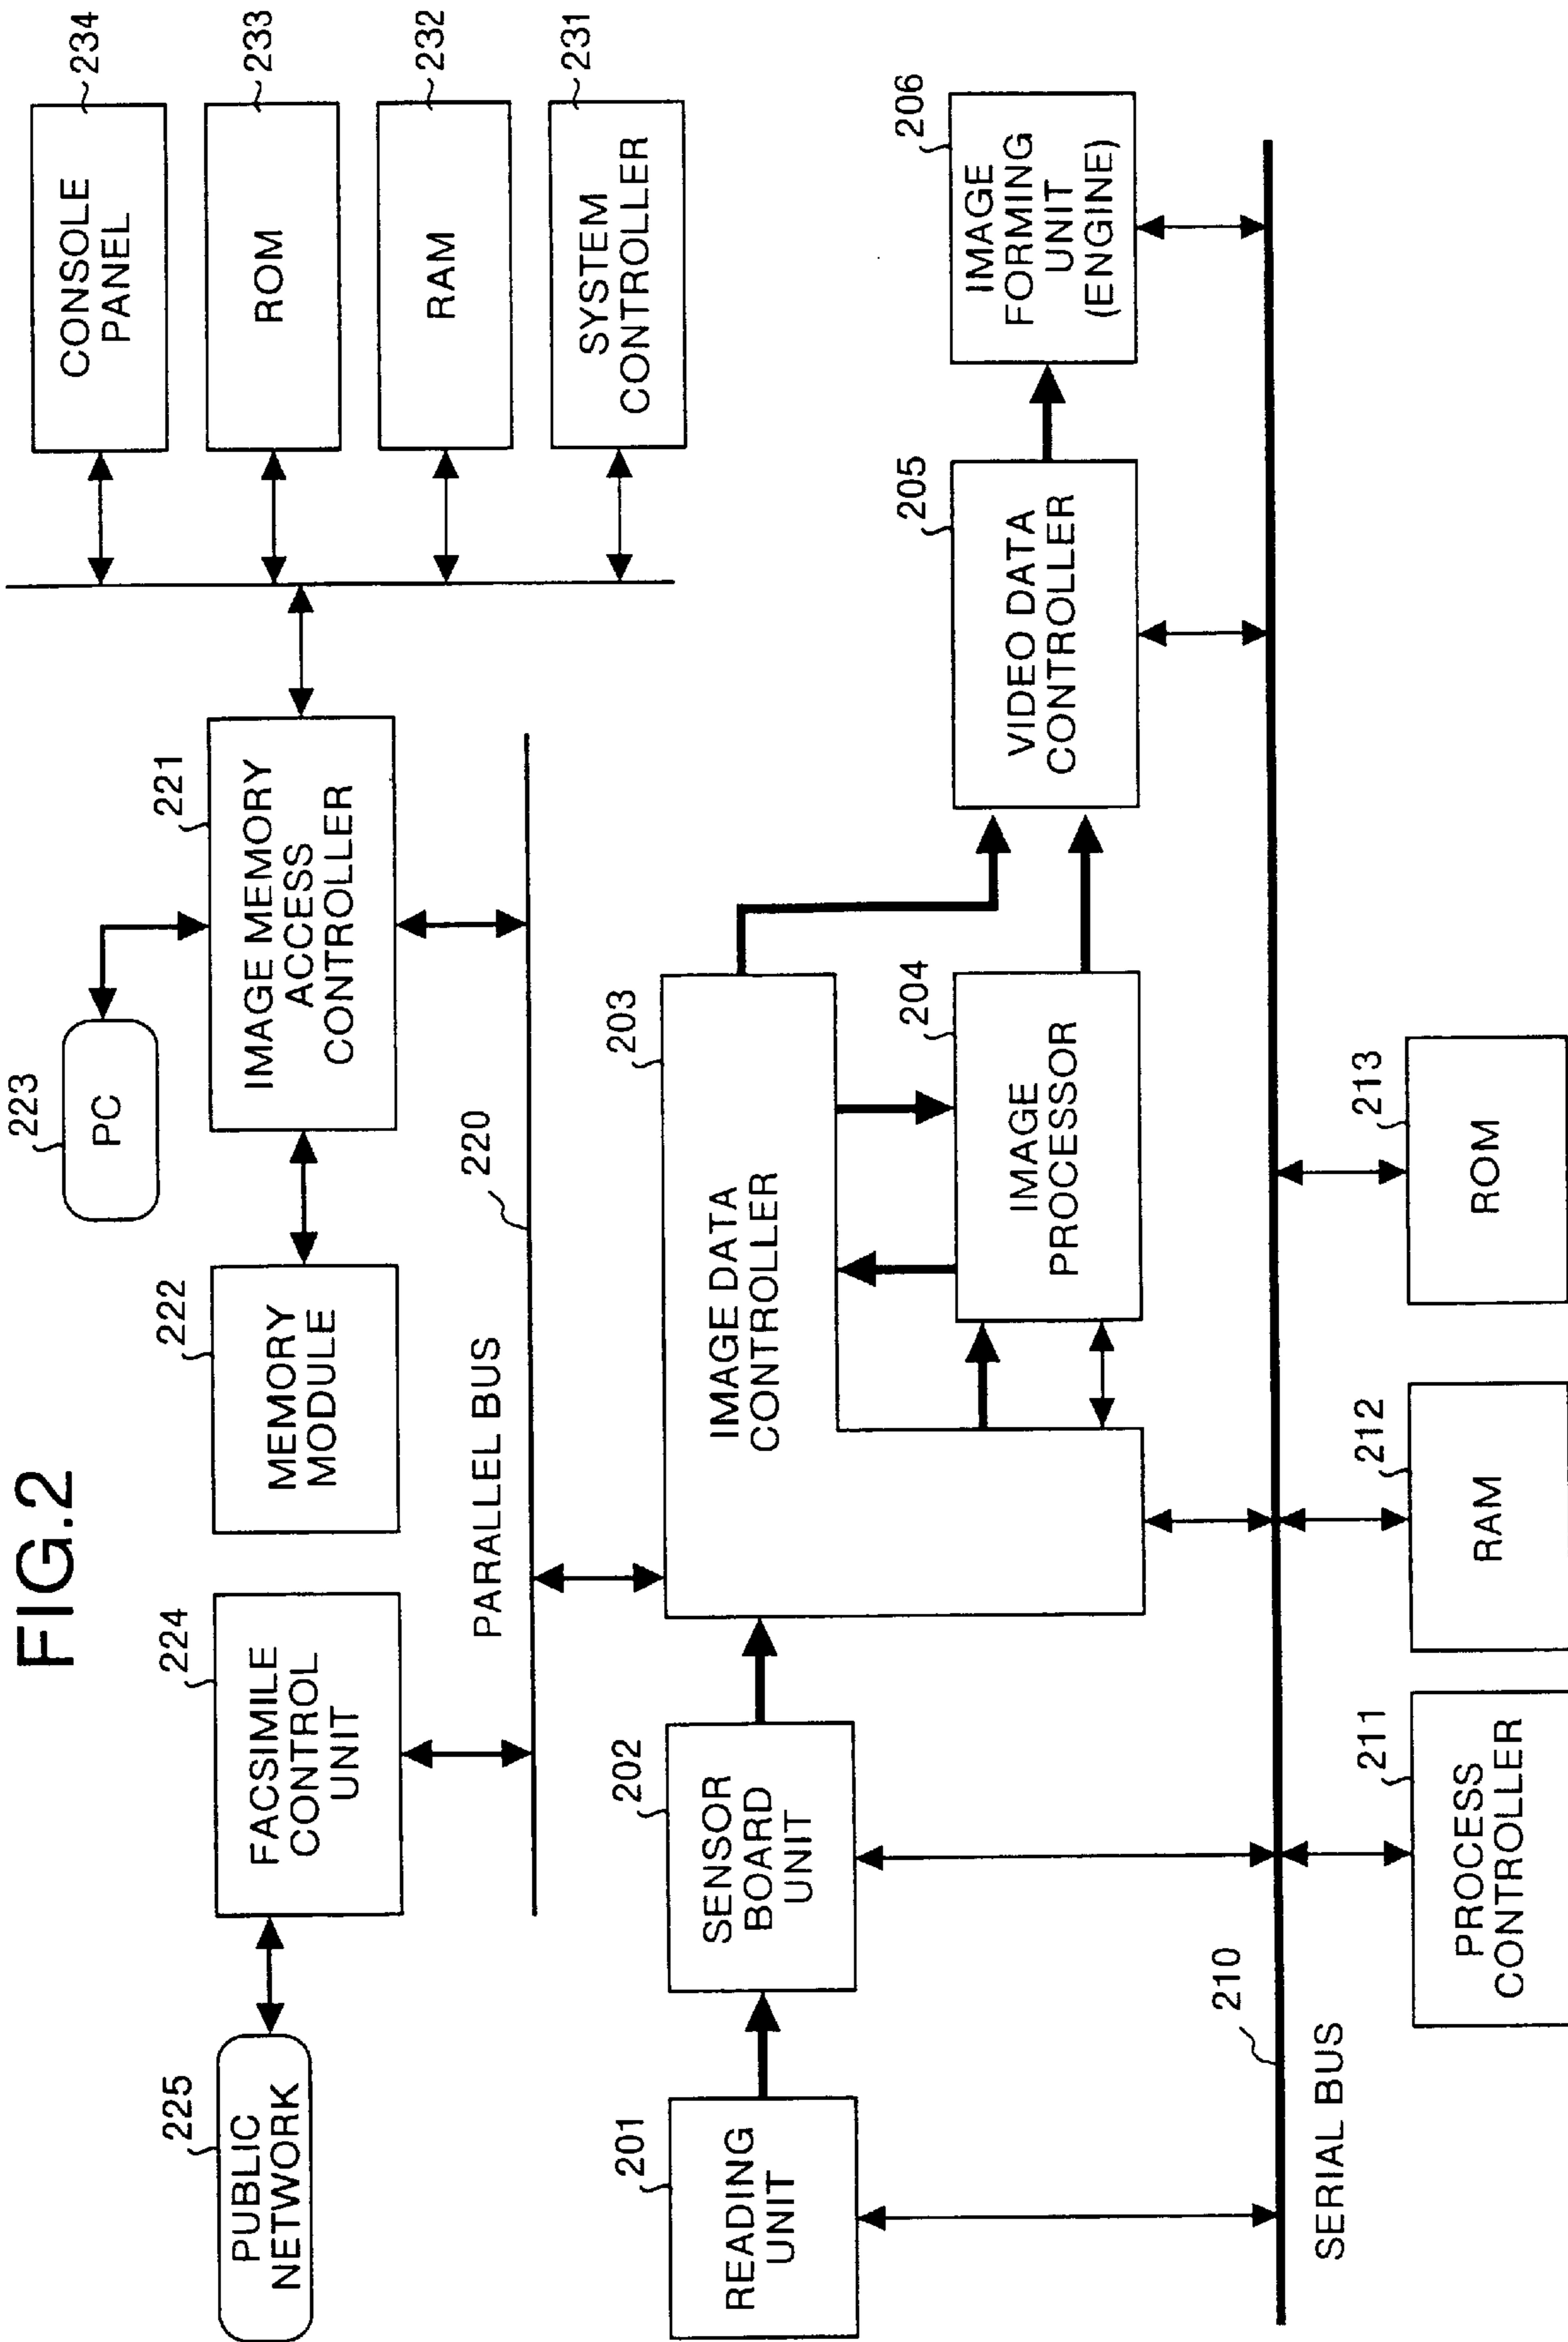 FIG.2
225
PUBLIC
NETWORK
224
FACSIMILE
CONTROL
UNIT
222
MEMORY
MODULE
223
PC
221
IMAGE MEMORY
ACCESS
CONTROLLER
234
CONSOLE
PANEL
233
ROM
232
RAM
231
SYSTEM
CONTROLLER
PARALLEL BUS
220
201
READING
UNIT
202
SENSOR
BOARD
UNIT
203
IMAGE DATA
CONTROLLER
204
IMAGE
PROCESSOR
205
VIDEO DATA
CONTROLLER
206
IMAGE
FORMING
UNIT
(ENGINE)
210
SERIAL BUS
211
PROCESS
CONTROLLER
212
RAM
213
ROM